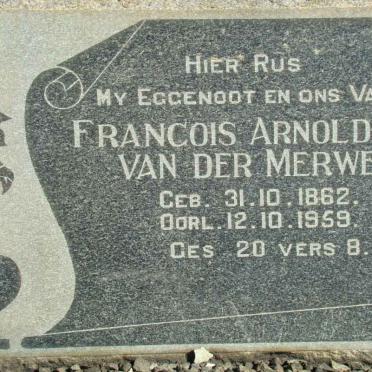 HIER RUS
MY EGGENOOT EN ONS VA
FRANCOIS ARNOLD
VAN DER MERWE
GEB. 31.10.1862.
OORL. 12.10.1959.
GES 20 VERS 8.